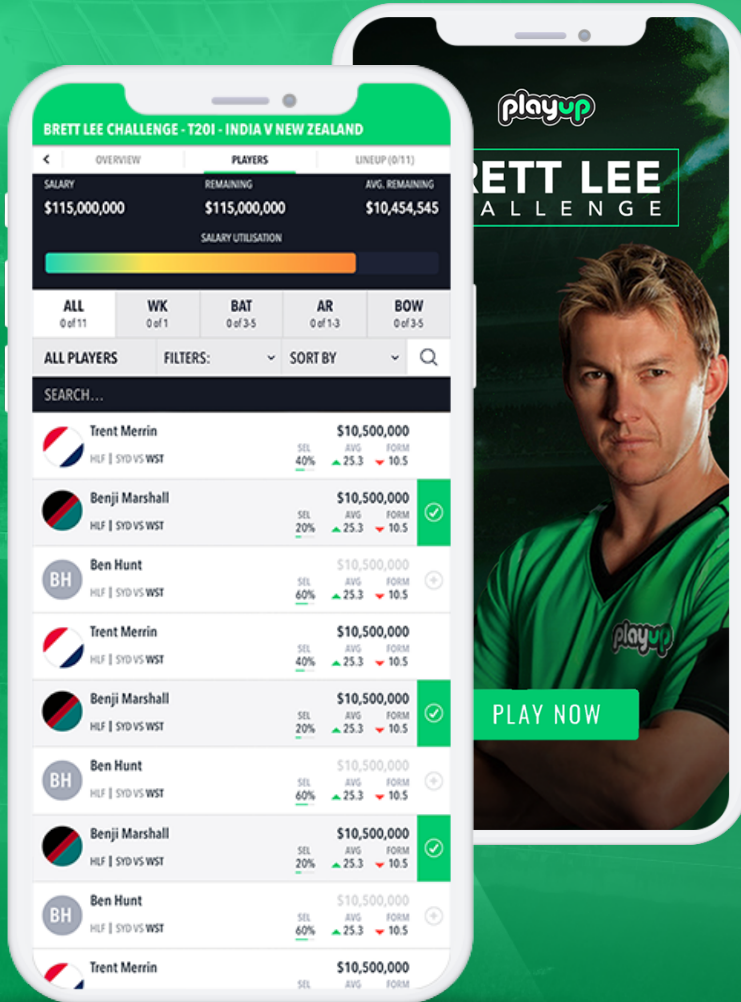 BRETT LEE CHALLENGE - T20I - INDIA V NEW ZEALAND
OVERVIEW PLAYERS LINEUP (0/11)
SALARY REMAINING AVG. REMAINING
$115,000,000 $115,000,000 $10,454,545
SALARY UTILISATION
ALL WK BAT AR BOW
0 of 11 0 of 1 0 of 3-5 0 of 1-3 0 of 3-5
ALL PLAYERS FILTERS: SORT BY
SEARCH...
Trent Merrin $10,500,000
SEL AVG FORM
HLF | SYD VS WST 40% 25.3 10.5
Benji Marshall $10,500,000
SEL AVG FORM
HLF | SYD VS WST 20% 25.3 10.5
BH Ben Hunt $10,500,000
SEL AVG FORM
HLF | SYD VS WST 60% 25.3 10.5
Trent Merrin $10,500,000
SEL AVG FORM
HLF | SYD VS WST 40% 25.3 10.5
Benji Marshall $10,500,000
SEL AVG FORM
HLF | SYD VS WST 20% 25.3 10.5
BH Ben Hunt $10,500,000
SEL AVG FORM
HLF | SYD VS WST 60% 25.3 10.5
Benji Marshall $10,500,000
SEL AVG FORM
HLF | SYD VS WST 20% 25.3 10.5
BH Ben Hunt $10,500,000
SEL AVG FORM
HLF | SYD VS WST 60% 25.3 10.5
Trent Merrin $10,500,000
SEL AVG FORM
playup
RETT LEE
ALLENGE
playup
PLAY NOW